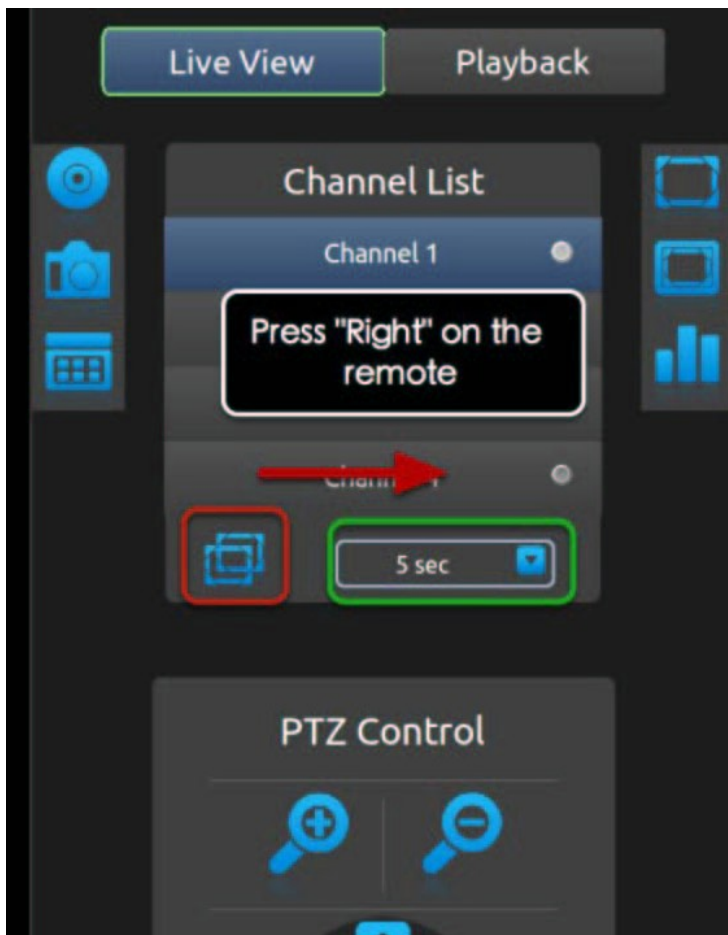 Live View
Playback
Channel List
Channel 1
Press "Right" on the
remote
5 sec
PTZ Control